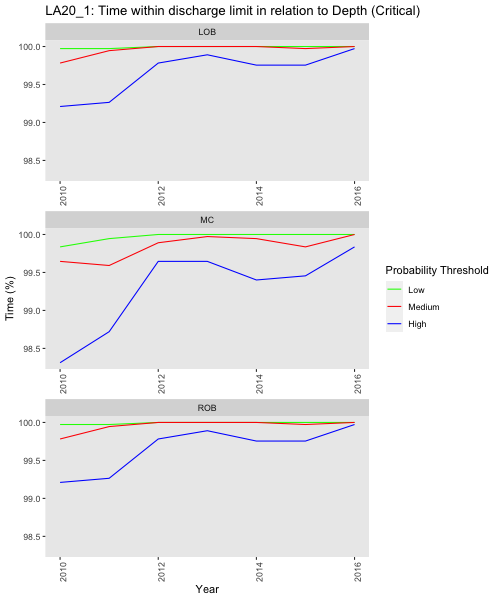 LA20_1: Time within discharge limit in relation to Depth (Critical)
LOB
100.0
99.5
99.0
98.5
2010
2012
2014
2016
MC
100.0
99.5
99.0
98.5
2010
2012
2014
2016
ROB
100.0
99.5
99.0
98.5
2010
2012
2014
2016
Time (%)
Year
Probability Threshold
Low
Medium
High